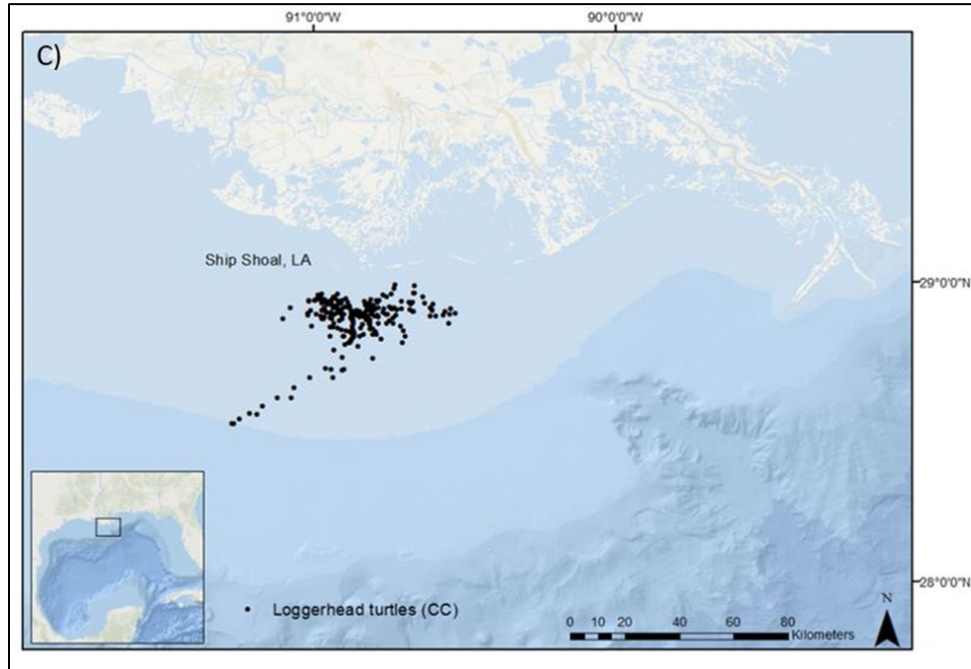 91°0'0"W 90°0'0"W
C)
Ship Shoal, LA
29°0'0"N
28°0'0"N
N
Loggerhead turtles (CC)
0 10 20 40 60 80
Kilometers